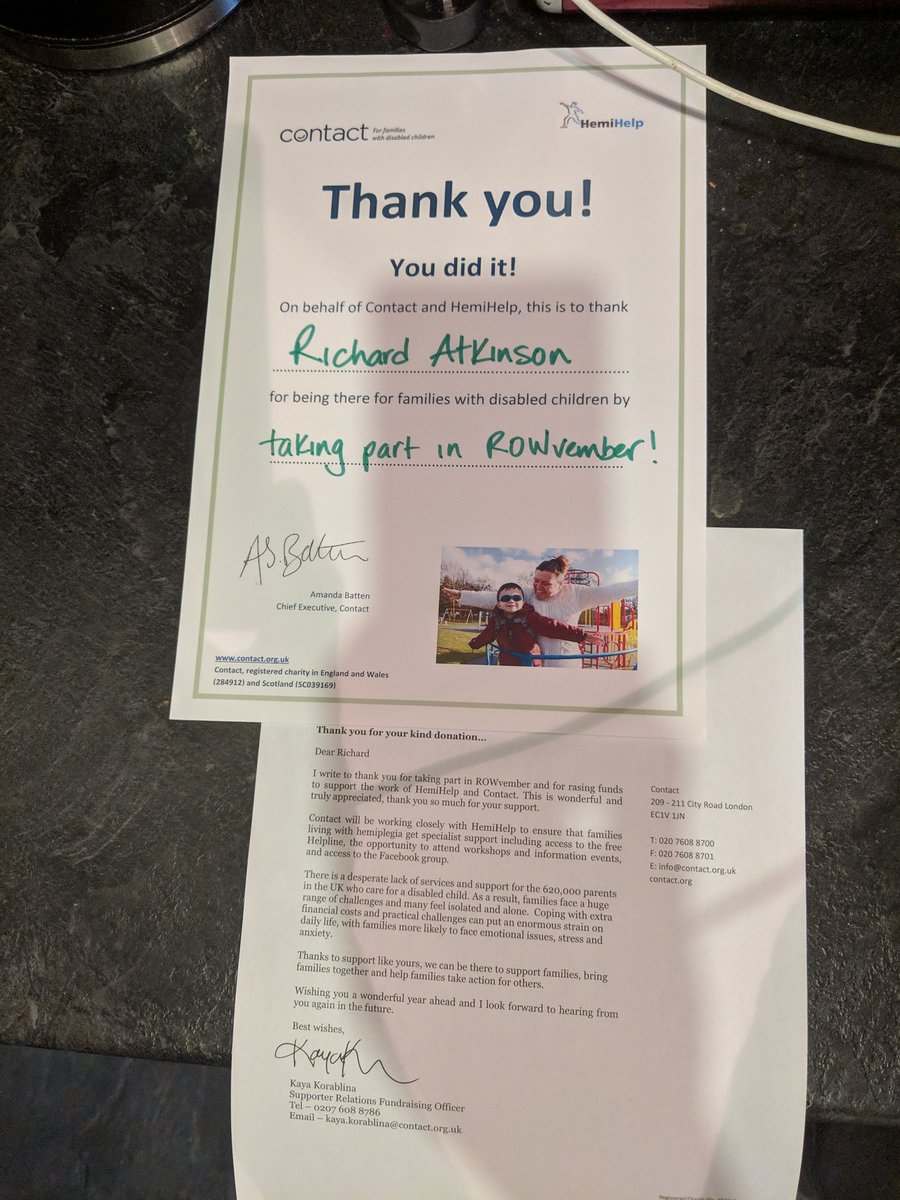 contact For families
with disabled children
HemiHelp
Thank you!
You did it!
On behalf of Contact and HemiHelp, this is to thank
Richard Atkinson
for being there for families with disabled children by
taking part in ROWvember!
A S. Batten
Amanda Batten
Chief Executive, Contact
www.contact.org.uk
Contact, registered charity in England and Wales
(284912) and Scotland (SC039169)
Thank you for your kind donation...
Dear Richard
I write to thank you for taking part in ROWvember and for rasing funds
to support the work of HemiHelp and Contact. This is wonderful and
truly appreciated, thank you so much for your support.
Contact will be working closely with HemiHelp to ensure that families
living with hemiplegia get specialist support including access to the free
Helpline, the opportunity to attend workshops and information events,
and access to the Facebook group.
There is a desperate lack of services and support for the 620,000 parents
in the UK who care for a disabled child. As a result, families face a huge
range of challenges and many feel isolated and alone. Coping with extra
financial costs and practical challenges can put an enormous strain on
daily life, with families more likely to face emotional issues, stress and
anxiety.
Thanks to support like yours, we can be there to support families, bring
families together and help families take action for others.
Wishing you a wonderful year ahead and I look forward to hearing from
you again in the future.
Best wishes,
Kaya K
Kaya Korablina
Supporter Relations Fundraising Officer
Tel – 0207 608 8786
Email – kaya.korablina@contact.org.uk
Contact
209 - 211 City Road London
EC1V 1JN
T: 020 7608 8700
F: 020 7608 8701
E: info@contact.org.uk
contact.org